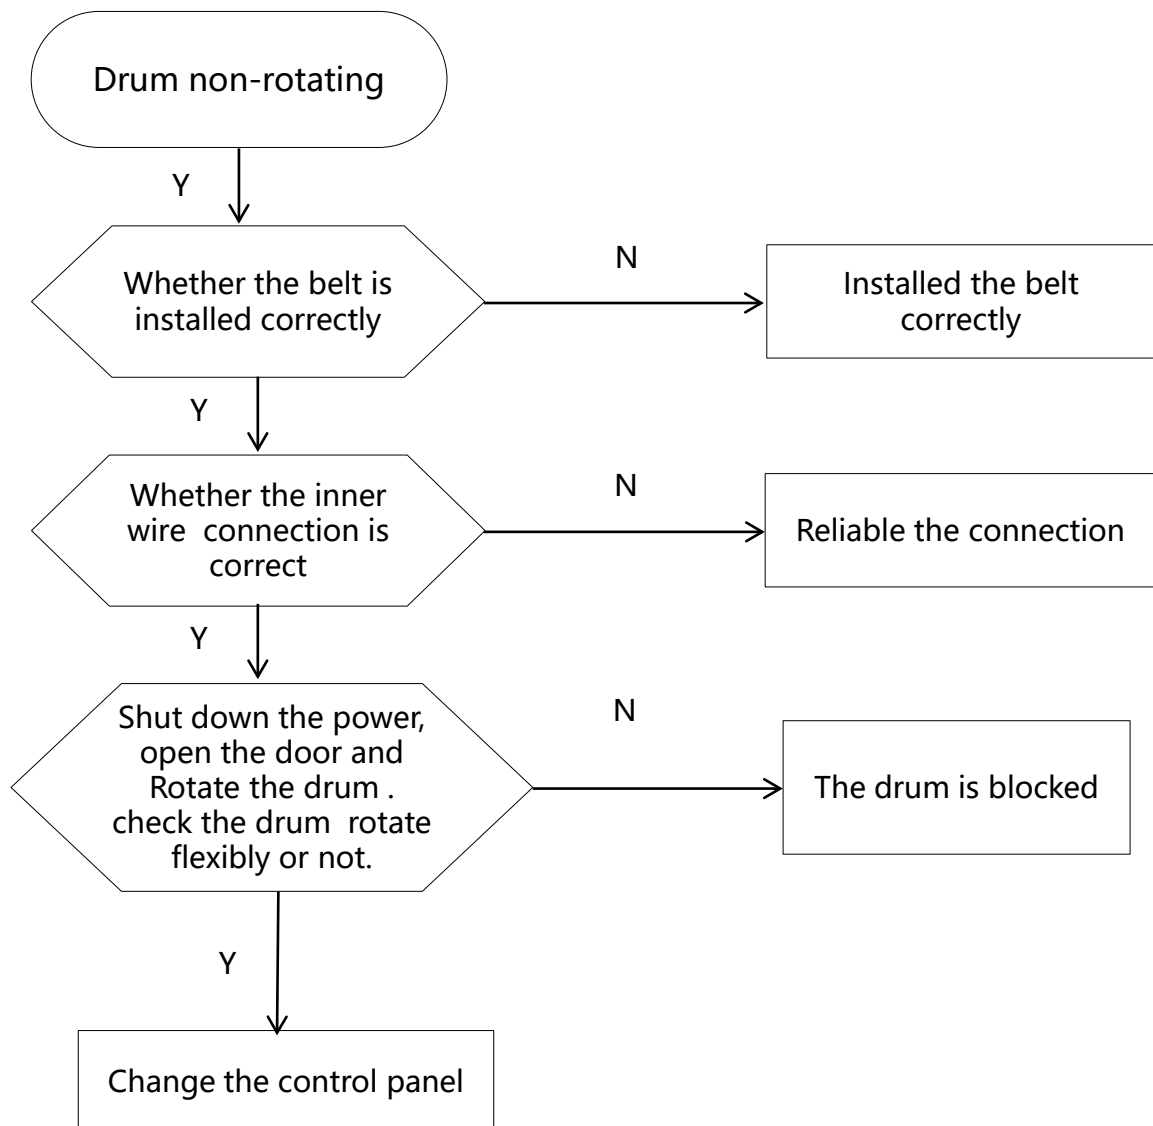 Drum non-rotating
Y
Whether the belt is
installed correctly
N
Installed the belt
correctly
Y
Whether the inner
wire  connection is
correct
N
Reliable the connection
Y
Shut down the power,
open the door and
Rotate the drum .
check the drum  rotate
flexibly or not.
N
The drum is blocked
Y
Change the control panel